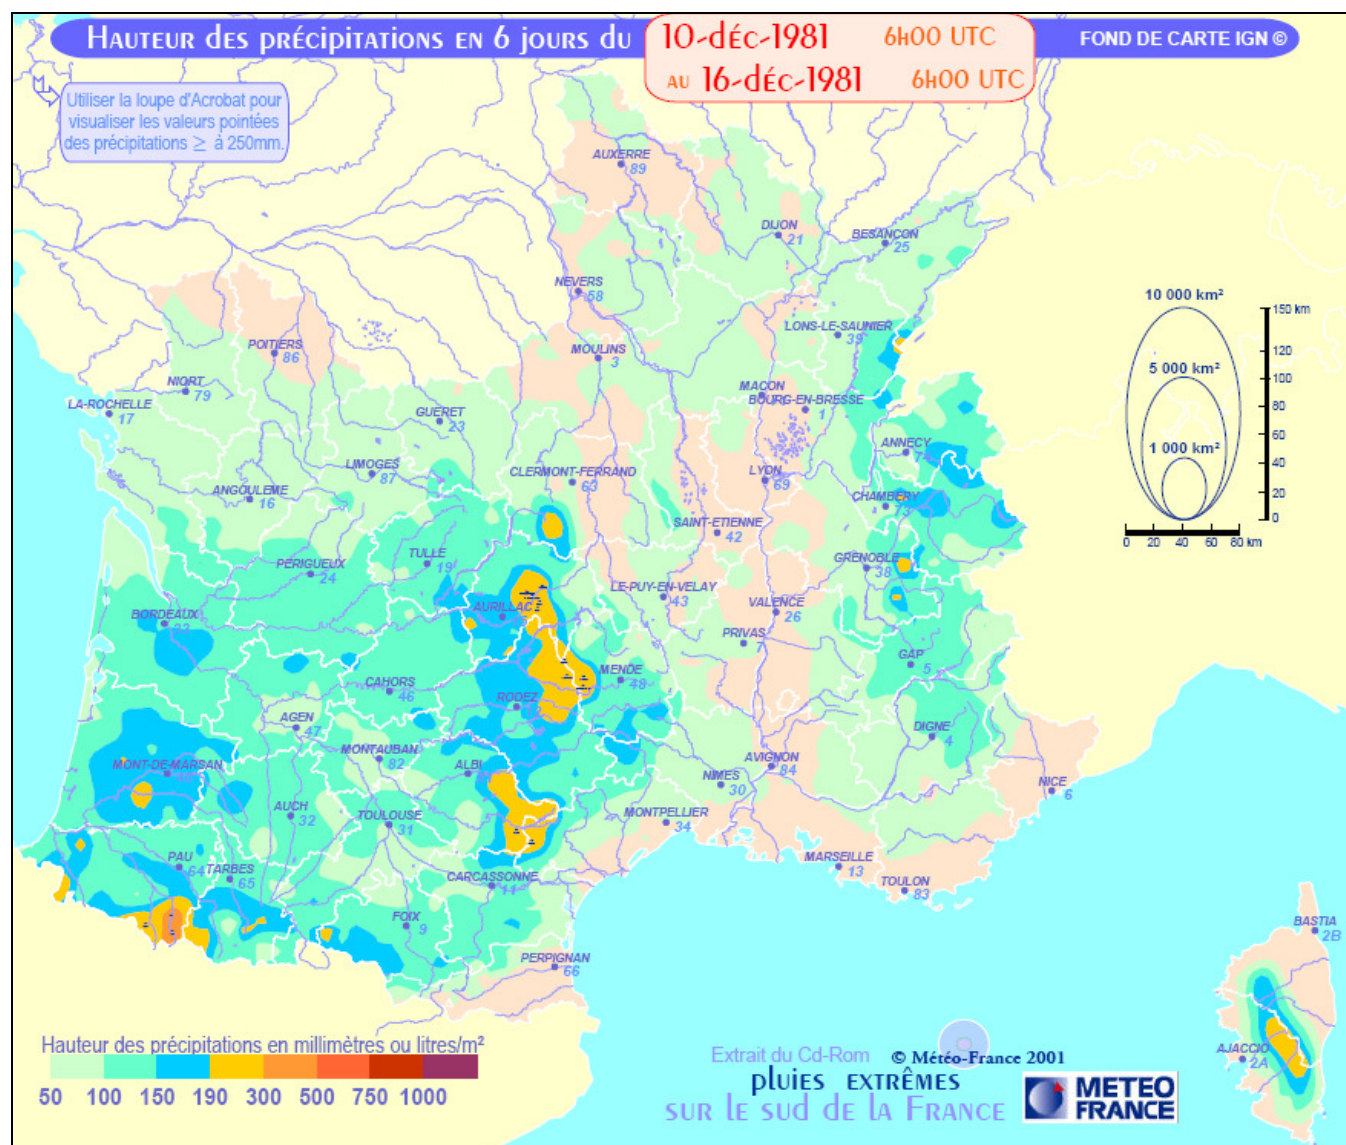 HAUTEUR DES PRÉCIPITATIONS EN 6 JOURS DU
10-DÉC-1981 6H00 UTC
AU 16-DÉC-1981 6H00 UTC
FOND DE CARTE IGN ©
Utiliser la loupe d'Acrobat pour
visualiser les valeurs pointées
des précipitations ≥ à 250mm.
AUXERRE
89
DIJON
21
BESANÇON
25
NEVERS
58
LONS-LE-SAUNIER
39
POITIERS
86
MOULINS
3
NIORT
79
MACON
BOURG-EN-BRESSE
1
LA-ROCHELLE
17
GUERET
23
ANNECY
74
LIMOGES
87
CLERMONT-FERRAND
63
LYON
69
ANGOULEME
16
CHAMBERY
73
SAINT-ETIENNE
42
TULLE
19
PERIGUEUX
24
GRENOBLE
38
LE-PUY-EN-VELAY
43
AURILLAC
VALENCE
26
BORDEAUX
33
PRIVAS
7
GAP
5
MENDE
48
CAHORS
46
RODEZ
AGEN
47
DIGNE
4
MONTAUBAN
82
ALBI
AVIGNON
84
MONT-DE-MARSAN
40
NIMES
30
NICE
6
AUCH
32
TOULOUSE
31
MONTPELLIER
34
PAU
64
TARBES
65
MARSEILLE
13
CARCASSONNE
11
TOULON
83
FOIX
9
PERPIGNAN
66
BASTIA
2B
AJACCIO
2A
10 000 km²
5 000 km²
1 000 km²
150 km
120
100
80
60
40
20
0
0 20 40 60 80 km
Hauteur des précipitations en millimètres ou litres/m²
50 100 150 190 300 500 750 1000
Extrait du Cd-Rom © Météo-France 2001
PLUIES EXTRÊMES
SUR LE SUD DE LA FRANCE
METEO
FRANCE